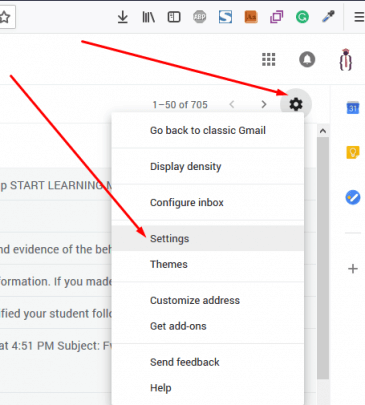 ABP
1–50 of 705
31
Go back to classic Gmail
Display density
Configure inbox
p START LEARNING M
Settings
nd evidence of the beh
Themes
formation. If you made
Customize address
ified your student follo
Get add-ons
at 4:51 PM Subject: F
Send feedback
Help